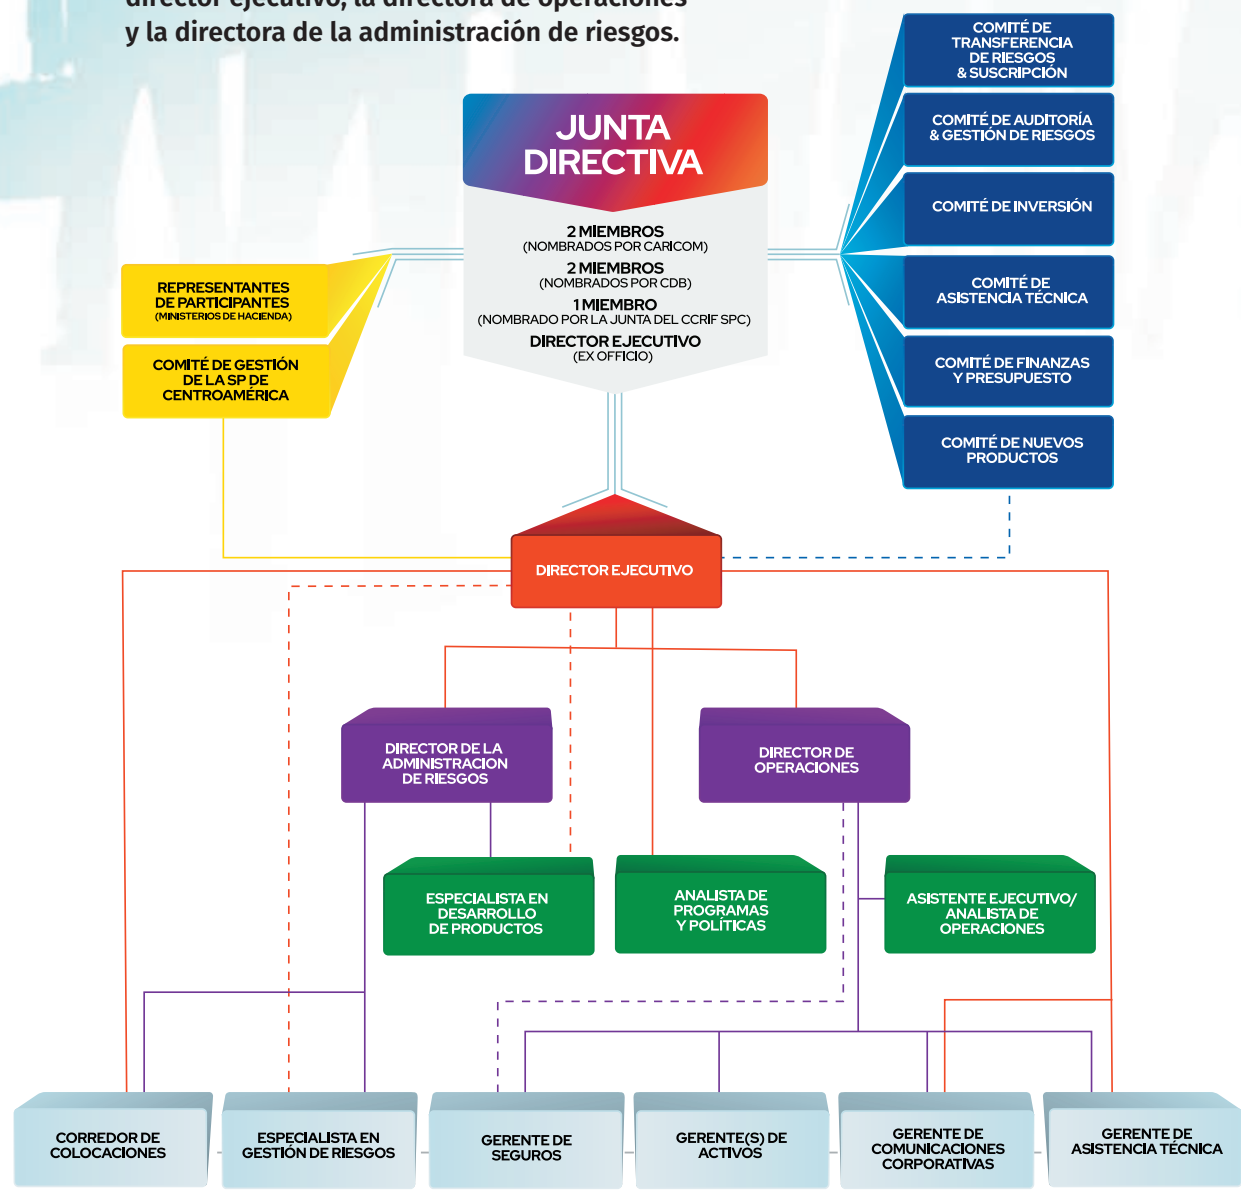 director ejecutivo, la directora de operaciones
y la directora de la administración de riesgos.
COMITÉ DE
TRANSFERENCIA
DE RIESGOS
& SUSCRIPCIÓN
COMITÉ DE AUDITORÍA
& GESTIÓN DE RIESGOS
COMITÉ DE INVERSIÓN
COMITÉ DE
ASISTENCIA TÉCNICA
COMITÉ DE FINANZAS
Y PRESUPUESTO
COMITÉ DE NUEVOS
PRODUCTOS
JUNTA
DIRECTIVA
2 MIEMBROS
(NOMBRADOS POR CARICOM)
2 MIEMBROS
(NOMBRADOS POR CDB)
1 MIEMBRO
(NOMBRADO POR LA JUNTA DEL CCRIF SPC)
DIRECTOR EJECUTIVO
(EX OFFICIO)
REPRESENTANTES
DE PARTICIPANTES
(MINISTERIOS DE HACIENDA)
COMITÉ DE GESTIÓN
DE LA SP DE
CENTROAMÉRICA
DIRECTOR EJECUTIVO
DIRECTOR DE LA
ADMINISTRACION
DE RIESGOS
DIRECTOR DE
OPERACIONES
ESPECIALISTA EN
DESARROLLO
DE PRODUCTOS
ANALISTA DE
PROGRAMAS
Y POLÍTICAS
ASISTENTE EJECUTIVO/
ANALISTA DE
OPERACIONES
CORREDOR DE
COLOCACIONES
ESPECIALISTA EN
GESTIÓN DE RIESGOS
GERENTE DE
SEGUROS
GERENTE(S) DE
ACTIVOS
GERENTE DE
COMUNICACIONES
CORPORATIVAS
GERENTE DE
ASISTENCIA TÉCNICA